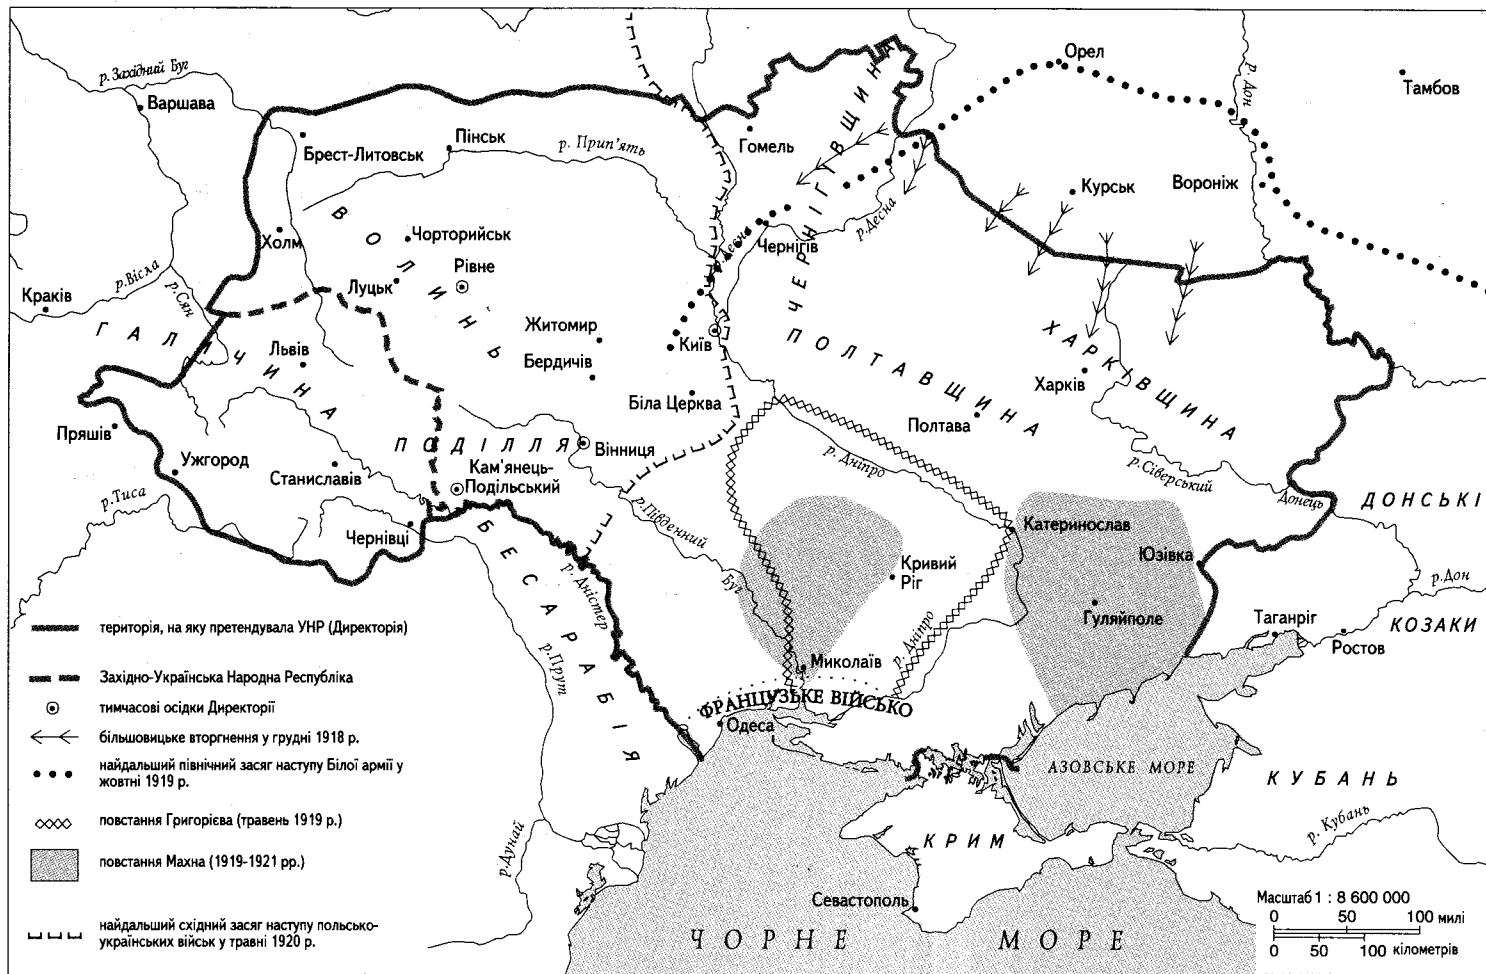 р. Західний Буг
Варшава
Орел
р. Дон
Тамбов
Брест-Литовськ
Пінськ
р. Прип'ять
Гомель
ЧЕРНІГІВЩИНА
Курськ
Вороніж
Холм
ВОЛИНЬ
Чорторийськ
Рівне
Луцьк
р. Десна
Чернігів
р.Десна
р.Вісла
р.Сян
Краків
ГАЛИЧИНА
Львів
Житомир
Бердичів
Київ
Біла Церква
ПОЛТАВЩИНА
ХАРКІВЩИНА
Харків
Полтава
Пряшів
Ужгород
р.Тиса
Станиславів
ПОДІЛЛЯ
Вінниця
Кам'янець-
Подільський
Чернівці
р. Дніпро
р.Сіверський
Донець
ДОНСЬКІ
КОЗАКИ
р.Південний
Буг
Катеринослав
Юзівка
Кривий
Ріг
Гуляйполе
р. Дніпро
р.Дон
Таганріг
Ростов
БЕСАРАБІЯ
р. Дністер
р.Прут
Миколаїв
ФРАНЦУЗЬКЕ ВІЙСЬКО
Одеса
АЗОВСЬКЕ МОРЕ
КУБАНЬ
р. Кубань
КРИМ
Севастополь
р.Дунай
ЧОРНЕ МОРЕ
територія, на яку претендувала УНР (Директорія)
Західно-Українська Народна Республіка
тимчасові осідки Директорії
більшовицьке вторгнення у грудні 1918 р.
найдальший північний засяг наступу Білої армії у
жовтні 1919 р.
повстання Григорієва (травень 1919 р.)
повстання Махна (1919-1921 рр.)
найдальший східний засяг наступу польсько-
українських військ у травні 1920 р.
Масштаб 1 : 8 600 000
0 50 100 милі
0 50 100 кілометрів